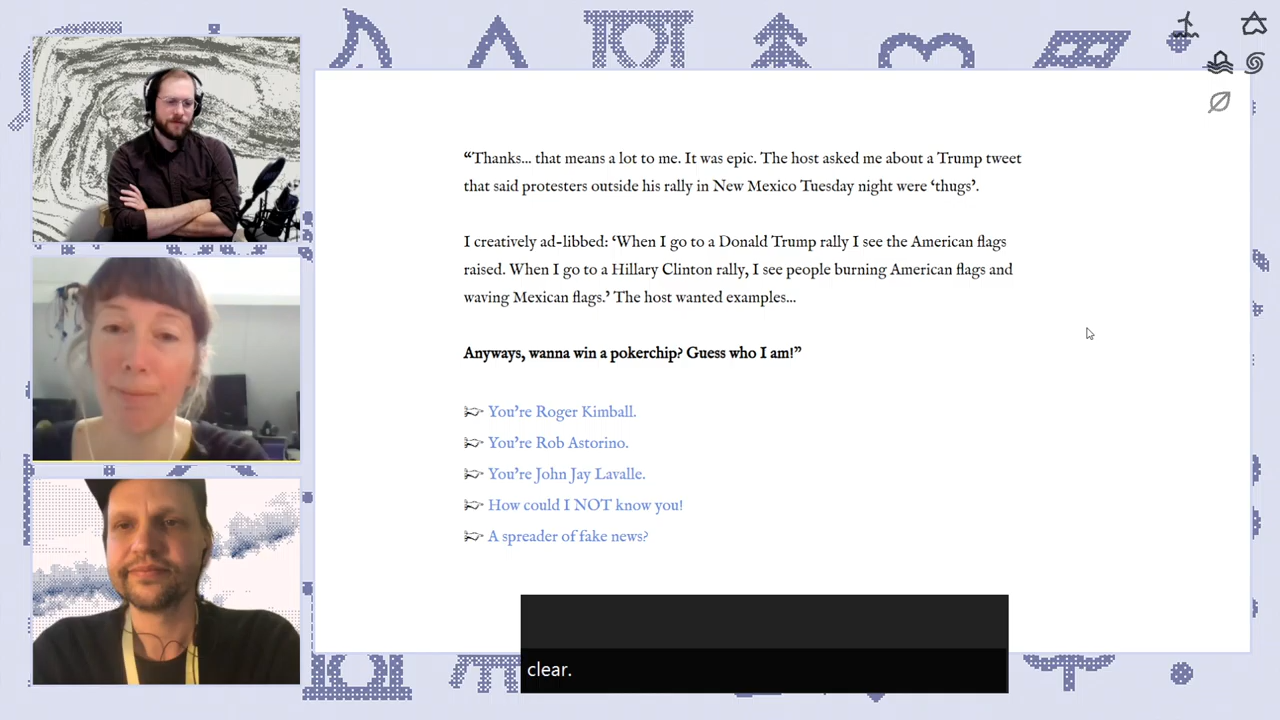 “Thanks... that means a lot to me. It was epic. The host asked me about a Trump tweet
that said protesters outside his rally in New Mexico Tuesday night were ‘thugs’.
I creatively ad-libbed: ‘When I go to a Donald Trump rally I see the American flags
raised. When I go to a Hillary Clinton rally, I see people burning American flags and
waving Mexican flags.’ The host wanted examples...
Anyways, wanna win a pokerchip? Guess who I am!”
You’re Roger Kimball.
You’re Rob Astorino.
You’re John Jay Lavalle.
How could I NOT know you!
A spreader of fake news?
clear.